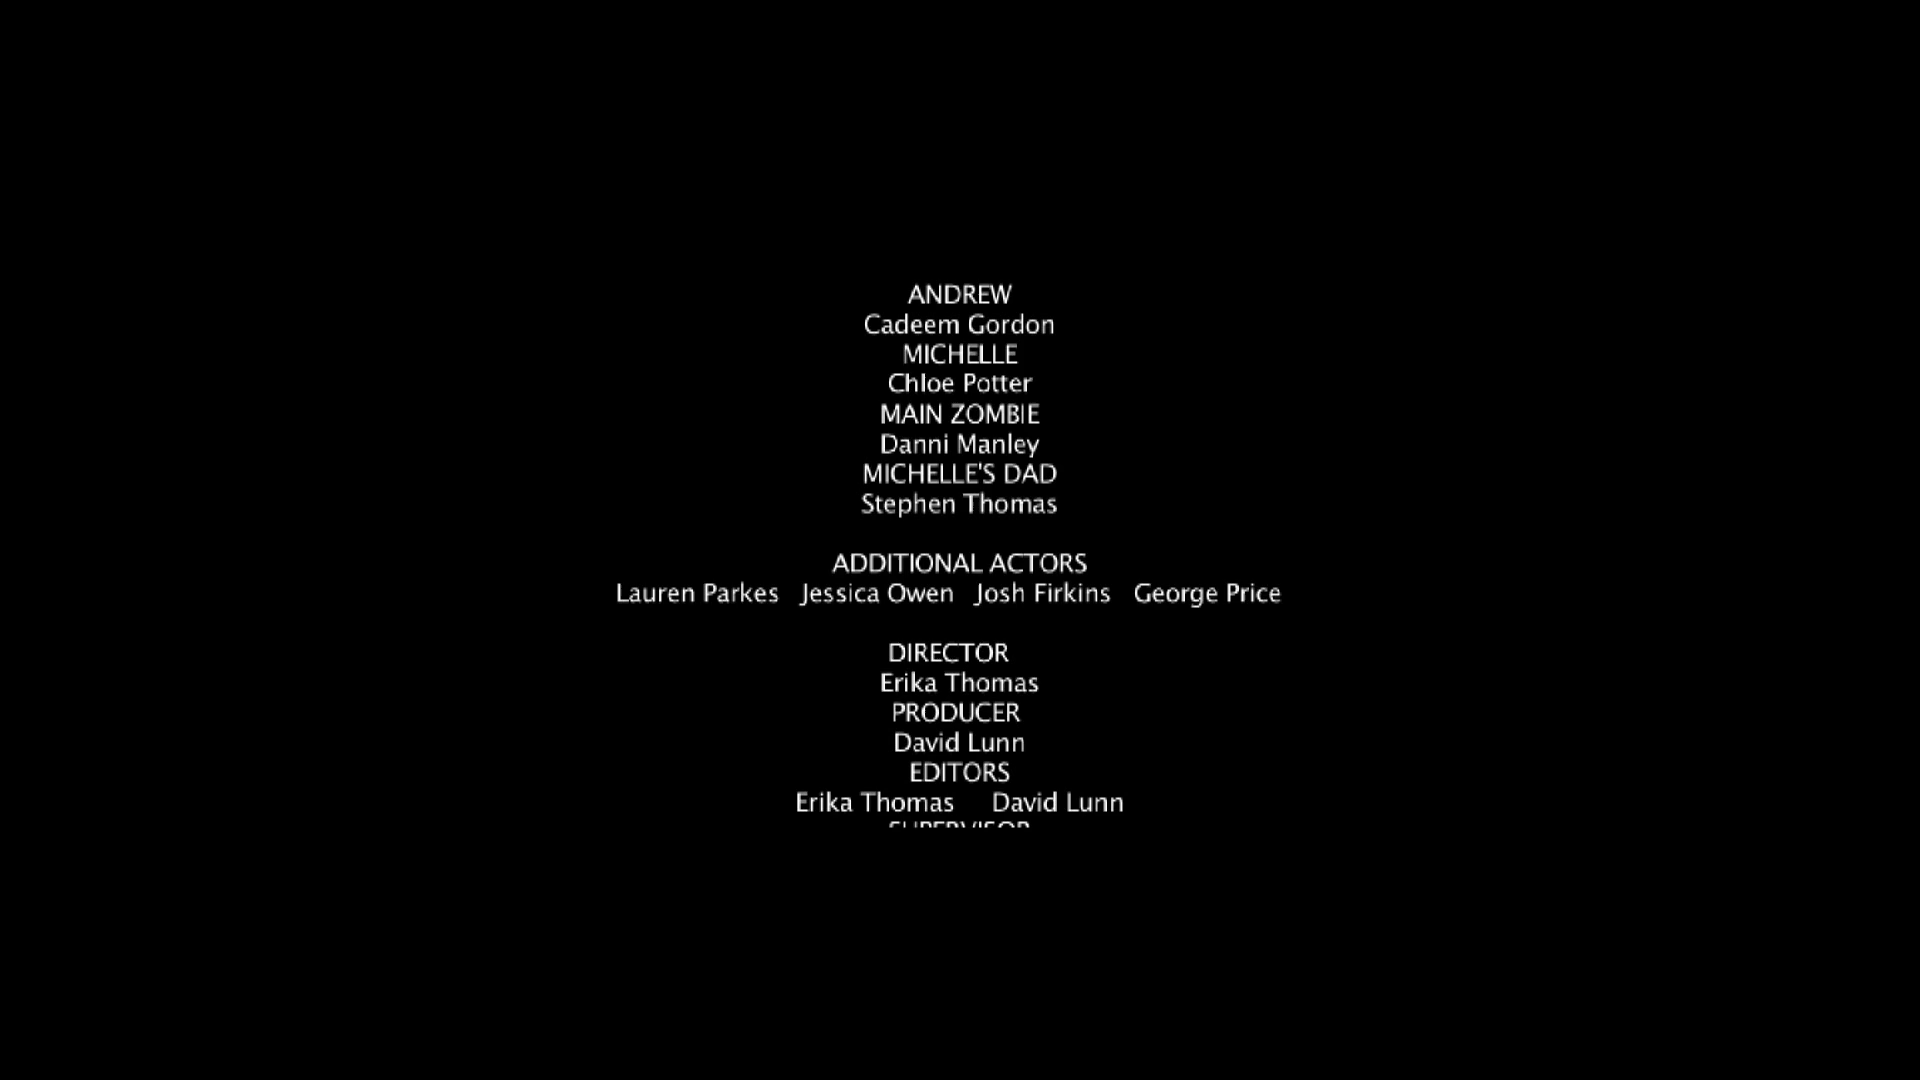 ANDREW
Cadeem Gordon
MICHELLE
Chloe Potter
MAIN ZOMBIE
Danni Manley
MICHELLE'S DAD
Stephen Thomas
ADDITIONAL ACTORS
Lauren Parkes Jessica Owen Josh Firkins George Price
DIRECTOR
Erika Thomas
PRODUCER
David Lunn
EDITORS
Erika Thomas David Lunn
SUPERVISOR